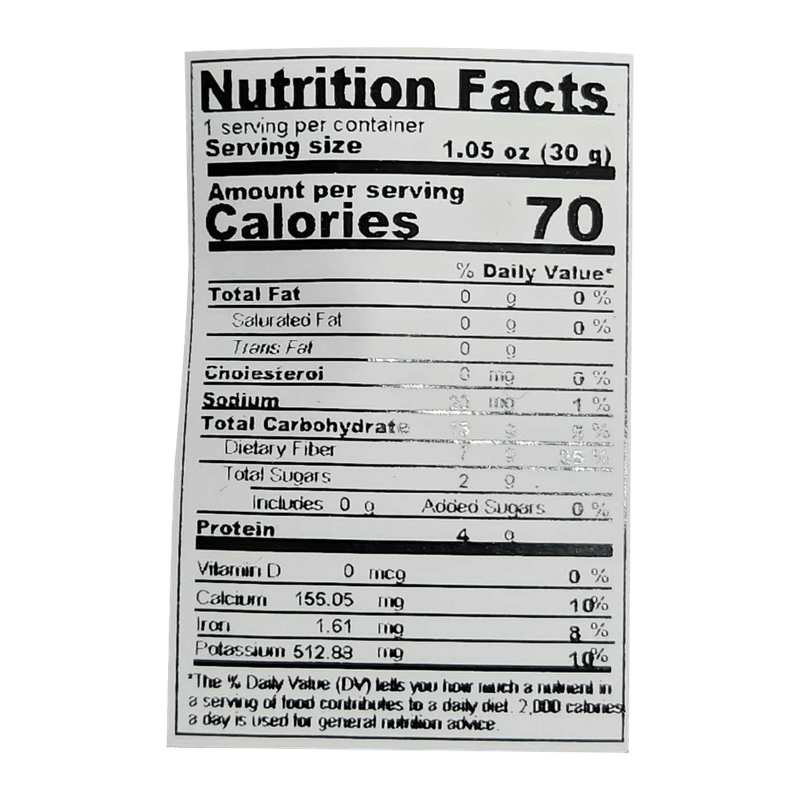 Nutrition Facts
1 serving per container
Serving size 1.05 oz (30 g)
Amount per serving
Calories 70
% Daily Value*
Total Fat 0 g 0 %
Saturated Fat 0 g 0 %
Trans Fat 0 g
Cholesterol 0 mg 0 %
Sodium mg 1 %
Total Carbohydrate g %
Dietary Fiber 7 g %
Total Sugars 2 g
Includes 0 g Added Sugars 0 %
Protein 4 g
Vitamin D 0 mcg 0 %
Calcium 155.05 mg 10%
Iron 1.61 mg 8 %
Potassium 512.88 mg 10%
*The % Daily Value (DV) tells you how much a nutrient in
a serving of food contributes to a daily diet. 2,000 calories
a day is used for general nutrition advice.